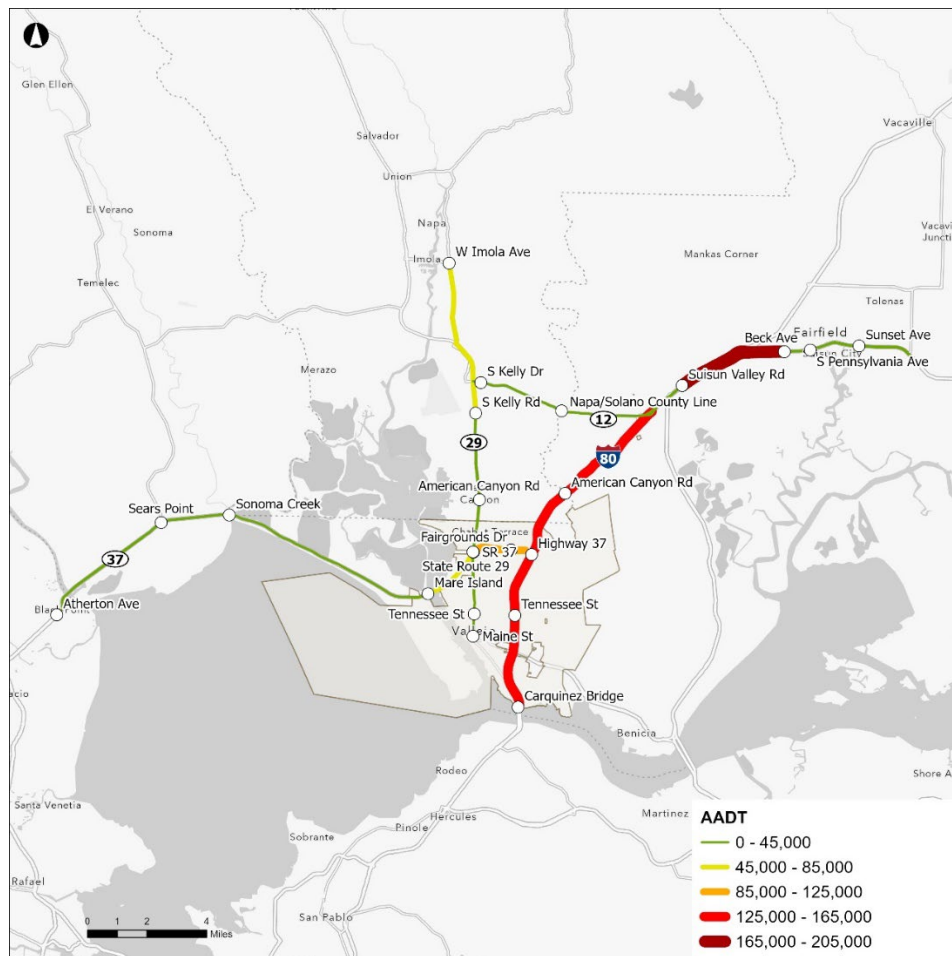 Glen Ellen
Vacaville
Salvador
Union
El Verano
Sonoma
Napa
Imola
W Imola Ave
Mankas Corner
Temelec
Tolenas
Beck Ave
Fairfield
Sunset Ave
Suisun City
S Pennsylvania Ave
Merazo
S Kelly Dr
Suisun Valley Rd
S Kelly Rd
Napa/Solano County Line
12
29
80
American Canyon Rd
American Canyon Rd
Sears Point
Sonoma Creek
Fairgrounds Dr
SR 37
Highway 37
37
State Route 29
Mare Island
Atherton Ave
Tennessee St
Tennessee St
Maine St
Carquinez Bridge
Benicia
Rodeo
Santa Venetia
Hercules
Pinole
Martinez
Sobrante
Rafael
San Pablo
0 1 2 4
Miles
AADT
0 - 45,000
45,000 - 85,000
85,000 - 125,000
125,000 - 165,000
165,000 - 205,000